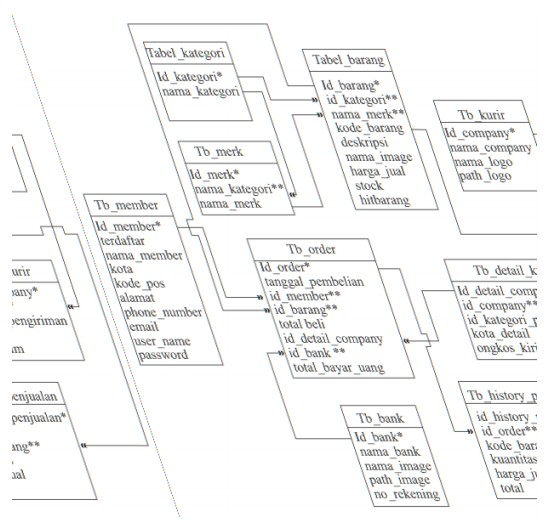 Tabel_kategori
Id_kategori*
nama_kategori
Tabel_barang
Id_barang*
id_kategori**
nama_merk**
kode_barang
deskripsi
nama_image
harga_jual
stock
hitbarang
Tb_kurir
Id_company*
nama_company
nama_logo
path_logo
Tb_merk
Id_merk*
nama_kategori**
nama_merk
Tb_member
Id_member*
terdaftar
nama_member
kota
kode_pos
alamat
phone_number
email
user_name
password
Tb_order
Id_order*
tanggal_pembelian
id_member**
id_barang**
total beli
id_detail_company
id_bank **
total_bayar_uang
Tb_detail_k
Id_detail_comp
id_company**
id_kategori_p
kota_detail
ongkos_kiri
Tb_bank
Id_bank*
nama_bank
nama_image
path_image
no_rekening
Tb_history_p
id_history_
id_order**
kode_bara
kuantitas
harga_ju
total
urir
pany*
pengiriman
m
penjualan
penjualan*
ang**
ual